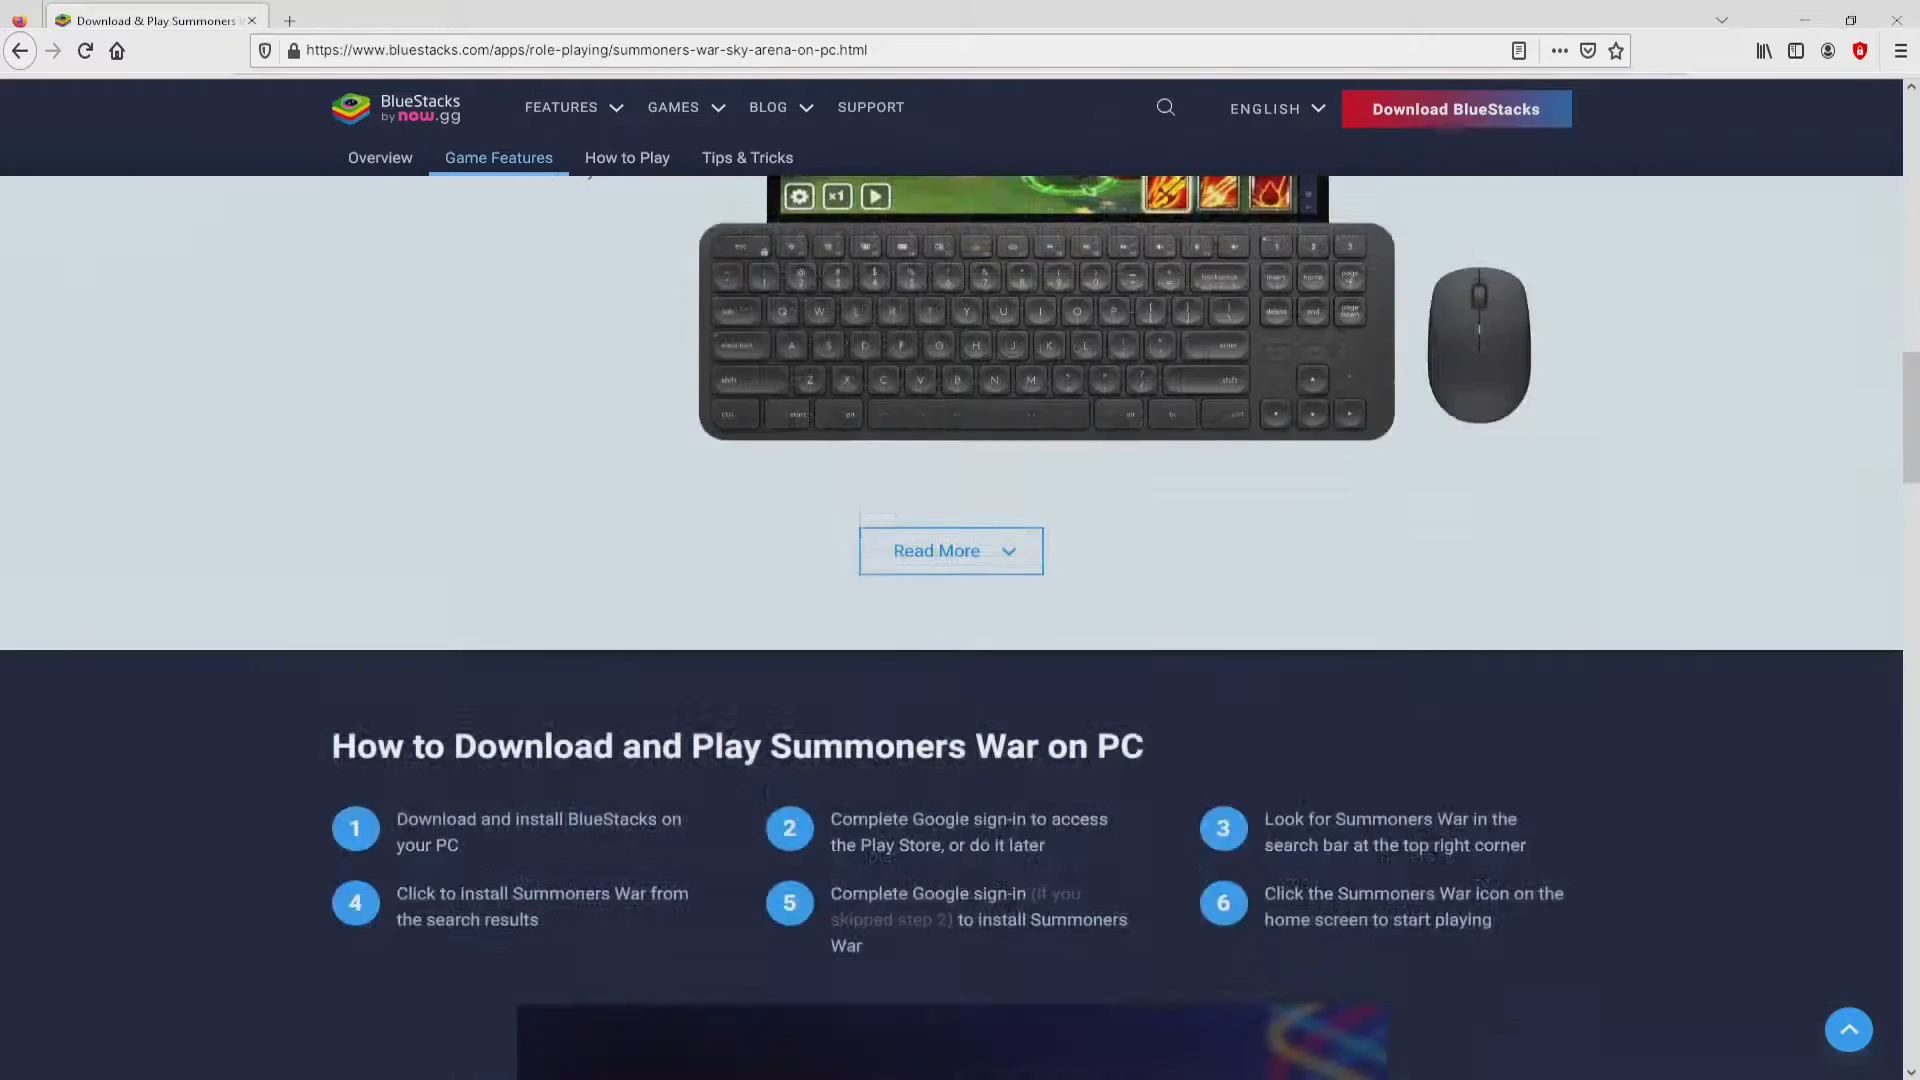 Download & Play Summoners
https://www.bluestacks.com/apps/role-playing/summoners-war-sky-arena-on-pc.html
BlueStacks
by now.gg
FEATURES
GAMES
BLOG
SUPPORT
ENGLISH
Download BlueStacks
Overview
Game Features
How to Play
Tips & Tricks
x1
Q W R T Y U I O P
A S D F G H J K L
Z X C V B N M
Read More
How to Download and Play Summoners War on PC
1
Download and install BlueStacks on
your PC
2
Complete Google sign-in to access
the Play Store, or do it later
3
Look for Summoners War in the
search bar at the top right corner
4
Click to install Summoners War from
the search results
5
Complete Google sign-in (if you
skipped step 2) to install Summoners
War
6
Click the Summoners War icon on the
home screen to start playing